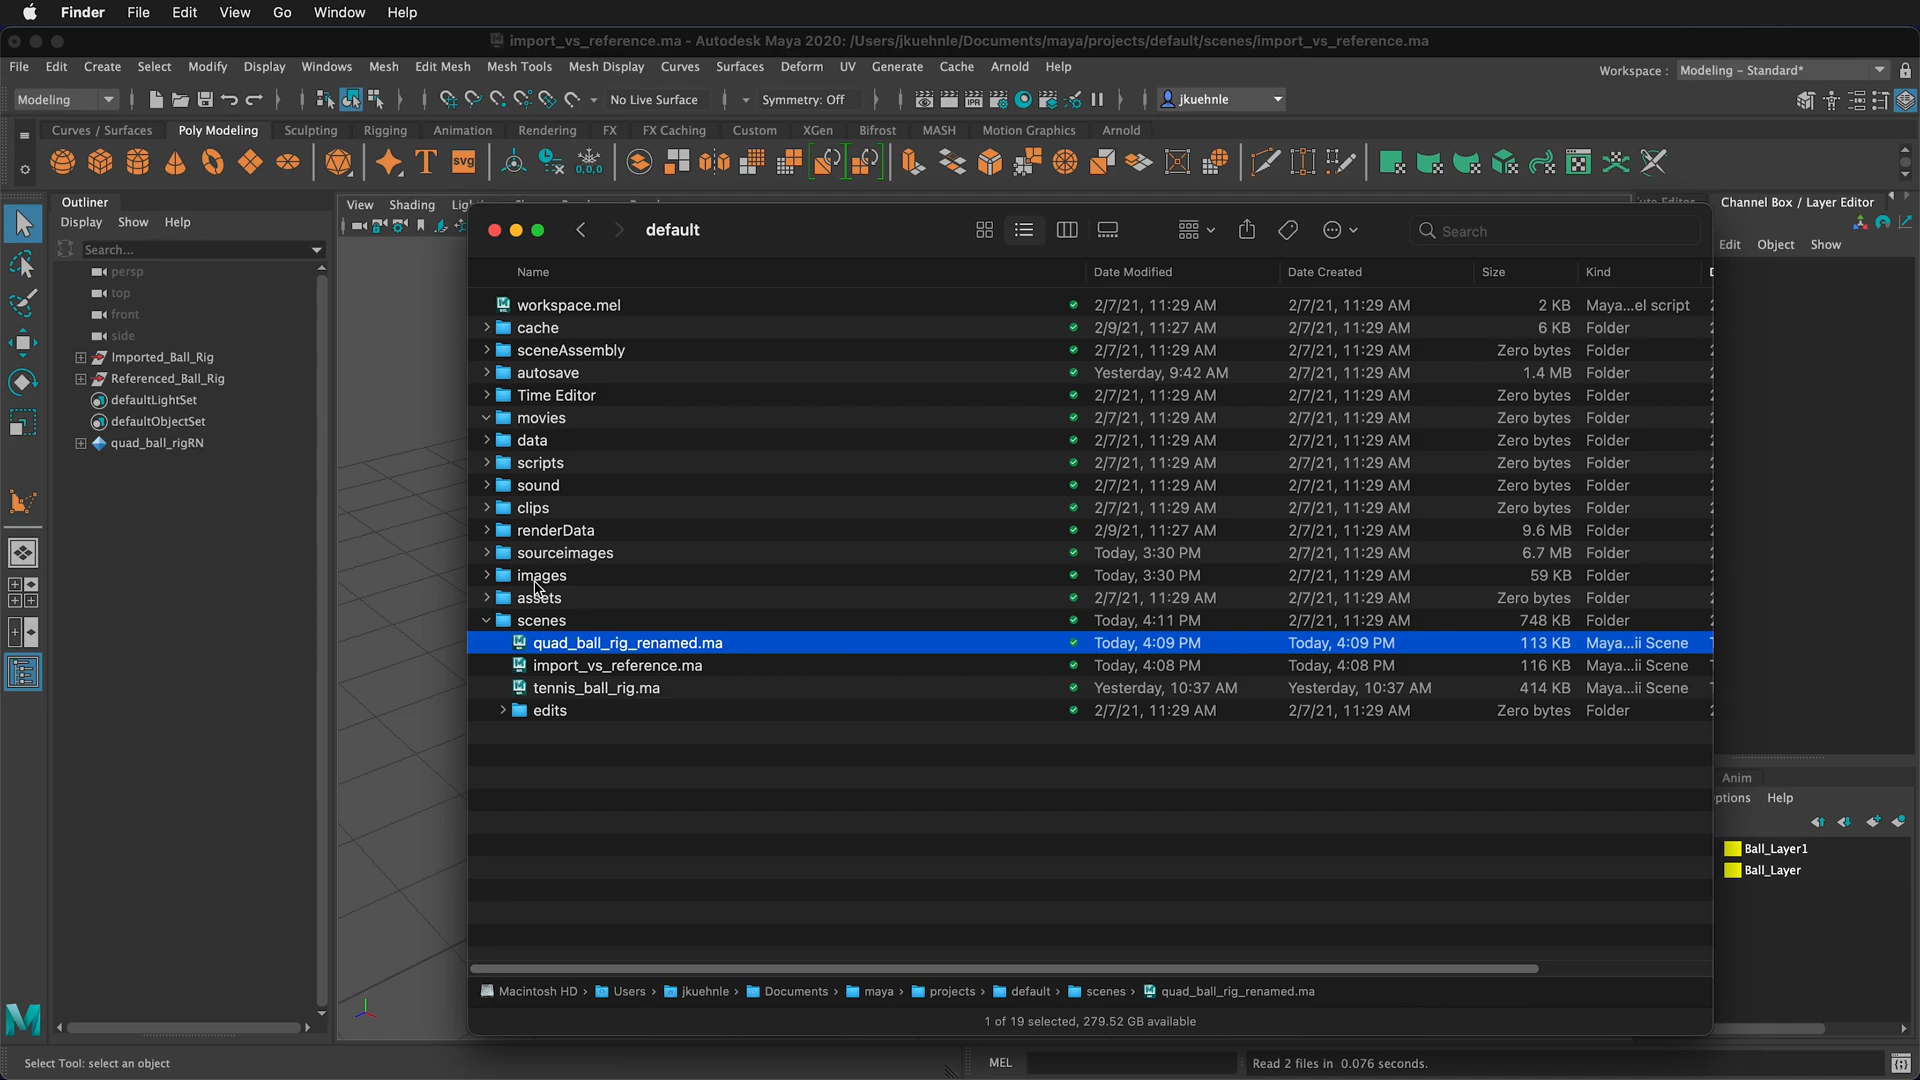 Finder File Edit View Go Window Help
import_vs_reference.ma - Autodesk Maya 2020: /Users/jkuehnle/Documents/maya/projects/default/scenes/import_vs_reference.ma
File Edit Create Select Modify Display Windows Mesh Edit Mesh Mesh Tools Mesh Display Curves Surfaces Deform UV Generate Cache Arnold Help
Workspace : Modeling - Standard*
Modeling No Live Surface Symmetry: Off jkuehnle
Curves / Surfaces Poly Modeling Sculpting Rigging Animation Rendering FX FX Caching Custom XGen Bifrost MASH Motion Graphics Arnold
T SVG IPR 0,0,0
Outliner
Display Show Help
Search...
persp
top
front
side
Imported_Ball_Rig
Referenced_Ball_Rig
defaultLightSet
defaultObjectSet
quad_ball_rigRN
View Shading
default
Search
Name Date Modified Date Created Size Kind
workspace.mel 2/7/21, 11:29 AM 2/7/21, 11:29 AM 2 KB Maya...el script
cache 2/9/21, 11:27 AM 2/7/21, 11:29 AM 6 KB Folder
sceneAssembly 2/7/21, 11:29 AM 2/7/21, 11:29 AM Zero bytes Folder
autosave Yesterday, 9:42 AM 2/7/21, 11:29 AM 1.4 MB Folder
Time Editor 2/7/21, 11:29 AM 2/7/21, 11:29 AM Zero bytes Folder
movies 2/7/21, 11:29 AM 2/7/21, 11:29 AM Zero bytes Folder
data 2/7/21, 11:29 AM 2/7/21, 11:29 AM Zero bytes Folder
scripts 2/7/21, 11:29 AM 2/7/21, 11:29 AM Zero bytes Folder
sound 2/7/21, 11:29 AM 2/7/21, 11:29 AM Zero bytes Folder
clips 2/7/21, 11:29 AM 2/7/21, 11:29 AM Zero bytes Folder
renderData 2/9/21, 11:27 AM 2/7/21, 11:29 AM 9.6 MB Folder
sourceimages Today, 3:30 PM 2/7/21, 11:29 AM 6.7 MB Folder
images Today, 3:30 PM 2/7/21, 11:29 AM 59 KB Folder
assets 2/7/21, 11:29 AM 2/7/21, 11:29 AM Zero bytes Folder
scenes Today, 4:11 PM 2/7/21, 11:29 AM 748 KB Folder
quad_ball_rig_renamed.ma Today, 4:09 PM Today, 4:09 PM 113 KB Maya...ii Scene
import_vs_reference.ma Today, 4:08 PM Today, 4:08 PM 116 KB Maya...ii Scene
tennis_ball_rig.ma Yesterday, 10:37 AM Yesterday, 10:37 AM 414 KB Maya...ii Scene
edits 2/7/21, 11:29 AM 2/7/21, 11:29 AM Zero bytes Folder
Macintosh HD › Users › jkuehnle › Documents › maya › projects › default › scenes › quad_ball_rig_renamed.ma
1 of 19 selected, 279.52 GB available
Channel Box / Layer Editor
Edit Object Show
Anim
ptions Help
Ball_Layer1
Ball_Layer
M
Select Tool: select an object
MEL
Read 2 files in 0.076 seconds.